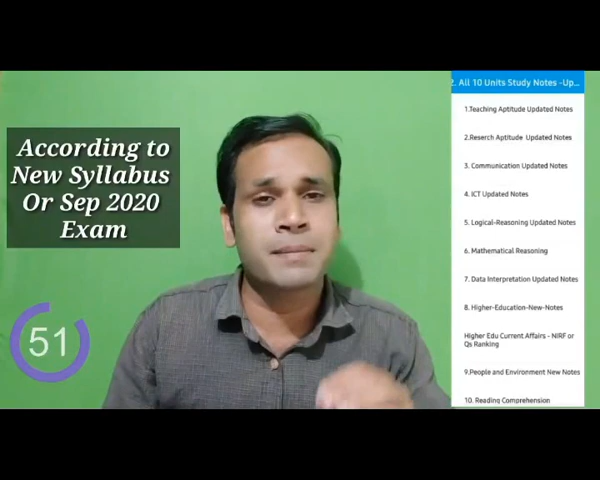 According to
New Syllabus
Or Sep 2020
Exam
51
2. All 10 Units Study Notes -Up...
1.Teaching Aptitude Updated Notes
2.Reserch Aptitude Updated Notes
3. Communication Updated Notes
4. ICT Updated Notes
5. Logical-Reasoning Updated Notes
6. Mathematical Reasoning
7. Data Interpretation Updated Notes
8. Higher-Education-New-Notes
Higher Edu Current Affairs - NIRF or
Qs Ranking
9.People and Environment New Notes
10. Reading Comprehension